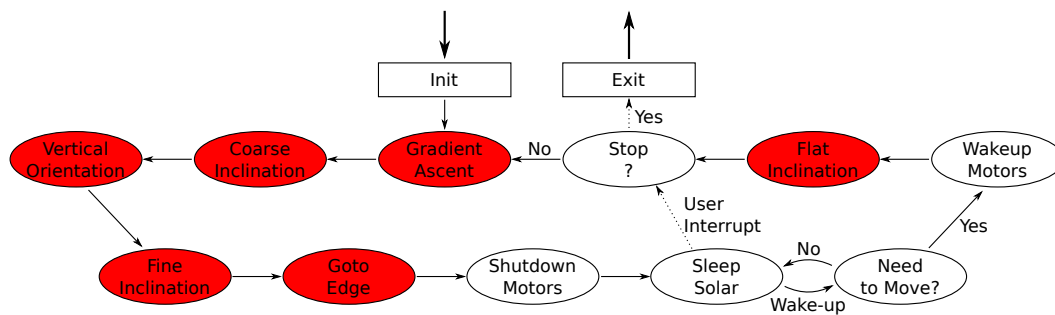 Init
Exit
Yes
Vertical
Orientation
Coarse
Inclination
Gradient
Ascent
No
Stop
?
Flat
Inclination
Wakeup
Motors
User
Interrupt
Yes
No
Fine
Inclination
Goto
Edge
Shutdown
Motors
Sleep
Solar
Need
to Move?
Wake-up